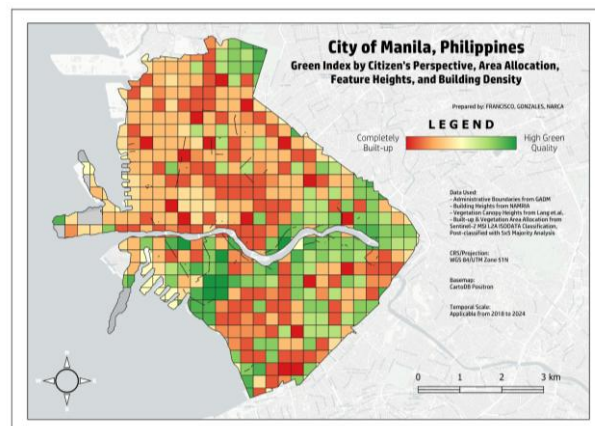 City of Manila, Philippines
Green Index by Citizen's Perspective, Area Allocation,
Feature Heights, and Building Density
Prepared by: FRANCISCO, GONZALES, NARCA
LEGEND
Completely
Built-up
High Green
Quality
Data Used
- Administrative Boundaries from GADM
- Building Heights from NAMRIA
- Vegetation Canopy Heights from Lang et.al.
- Built-up & Vegetation Area Allocation from
Sentinel-2 MSI L2A ISODATA Classification,
Post-classified with 5x5 Majority Analysis
CRS/Projection:
WGS 84/UTM Zone 51N
Basemap:
CartoDB Positron
Temporal Scale:
Applicable from 2018 to 2024
0 1 2 3 km